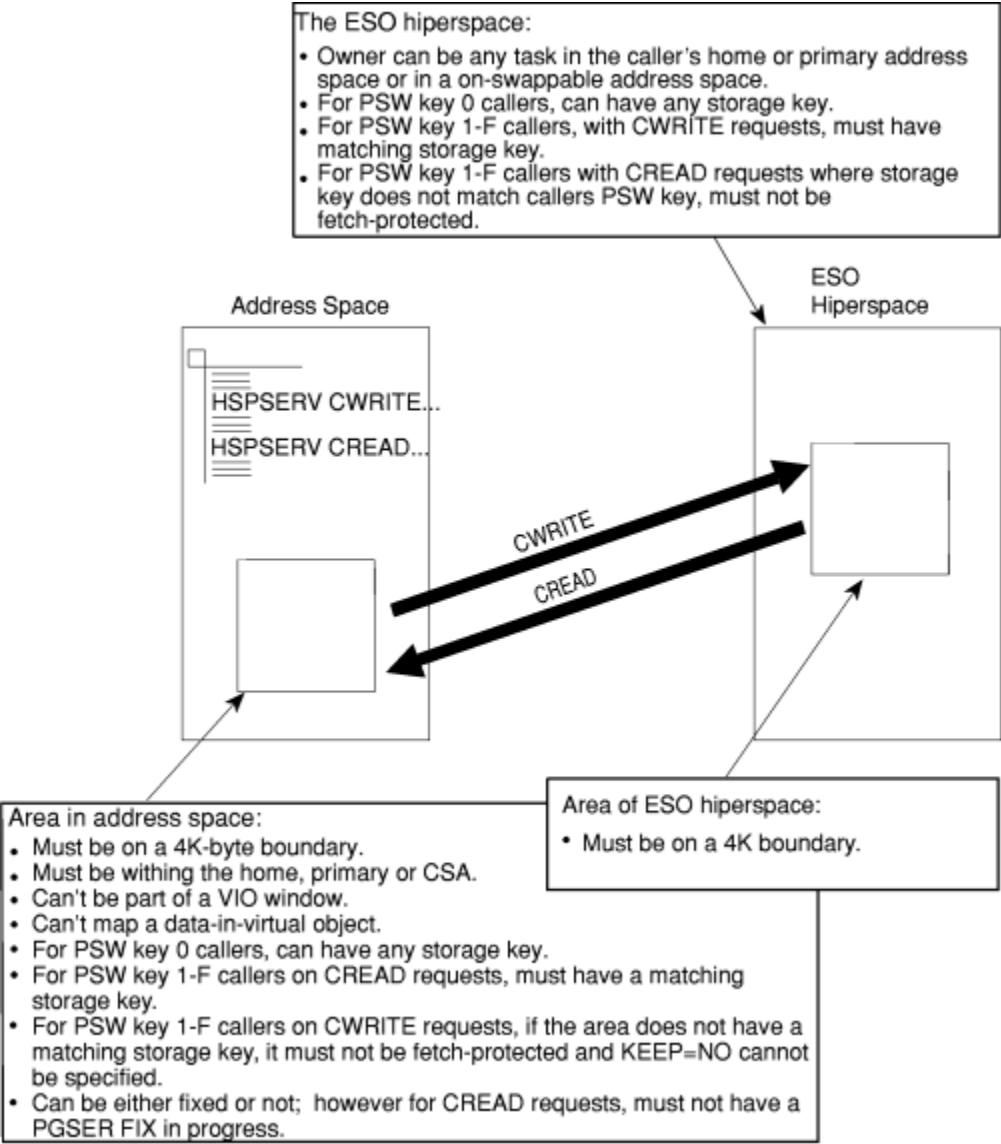 The ESO hiperspace:
• Owner can be any task in the caller's home or primary address
space or in a on-swappable address space.
• For PSW key 0 callers, can have any storage key.
• For PSW key 1-F callers, with CWRITE requests, must have
matching storage key.
• For PSW key 1-F callers with CREAD requests where storage
key does not match callers PSW key, must not be
fetch-protected.
Address Space
ESO
Hiperspace
HSPSERV CWRITE...
HSPSERV CREAD...
CWRITE
CREAD
Area in address space:
• Must be on a 4K-byte boundary.
• Must be withing the home, primary or CSA.
• Can't be part of a VIO window.
• Can't map a data-in-virtual object.
• For PSW key 0 callers, can have any storage key.
• For PSW key 1-F callers on CREAD requests, must have a matching
storage key.
• For PSW key 1-F callers on CWRITE requests, if the area does not have a
matching storage key, it must not be fetch-protected and KEEP=NO cannot
be specified.
• Can be either fixed or not; however for CREAD requests, must not have a
PGSER FIX in progress.
Area of ESO hiperspace:
• Must be on a 4K boundary.